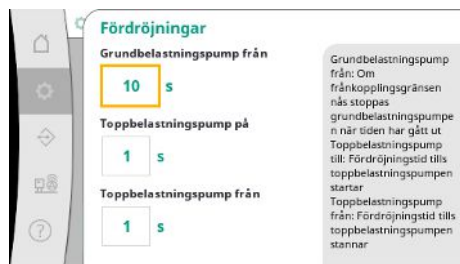 Fördröjningar
Grundbelastningspump från
10 s
Toppbelastningspump på
1 s
Toppbelastningspump från
1 s
Grundbelastningspump
från: Om
frånkopplingsgränsen
nås stoppas
grundbelastningspumpe
n när tiden har gått ut
Toppbelastningspump
till: Fördröjningstid tills
toppbelastningspumpen
startar
Toppbelastningspump
från: Fördröjningstid tills
toppbelastningspumpen
stannar